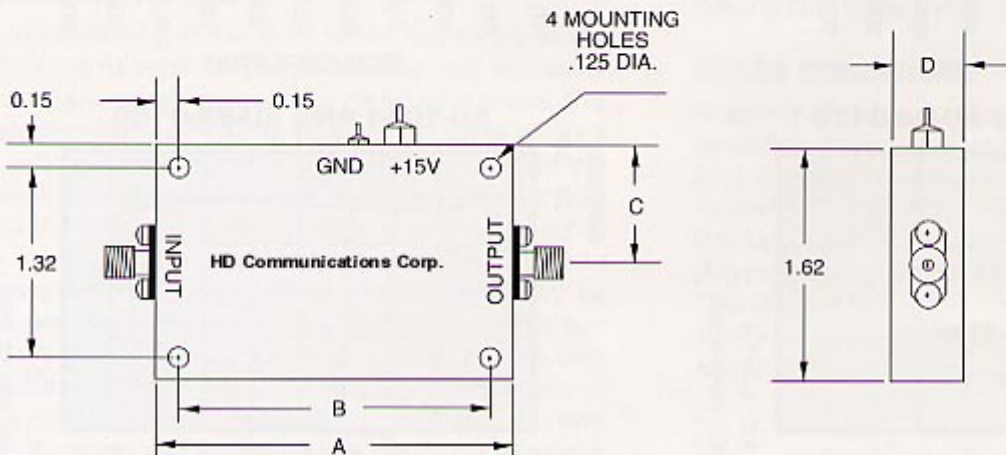 4 MOUNTING
HOLES
.125 DIA.
0.15
0.15
D
GND +15V
C
INPUT
OUTPUT
1.32
HD Communications Corp.
1.62
B
A